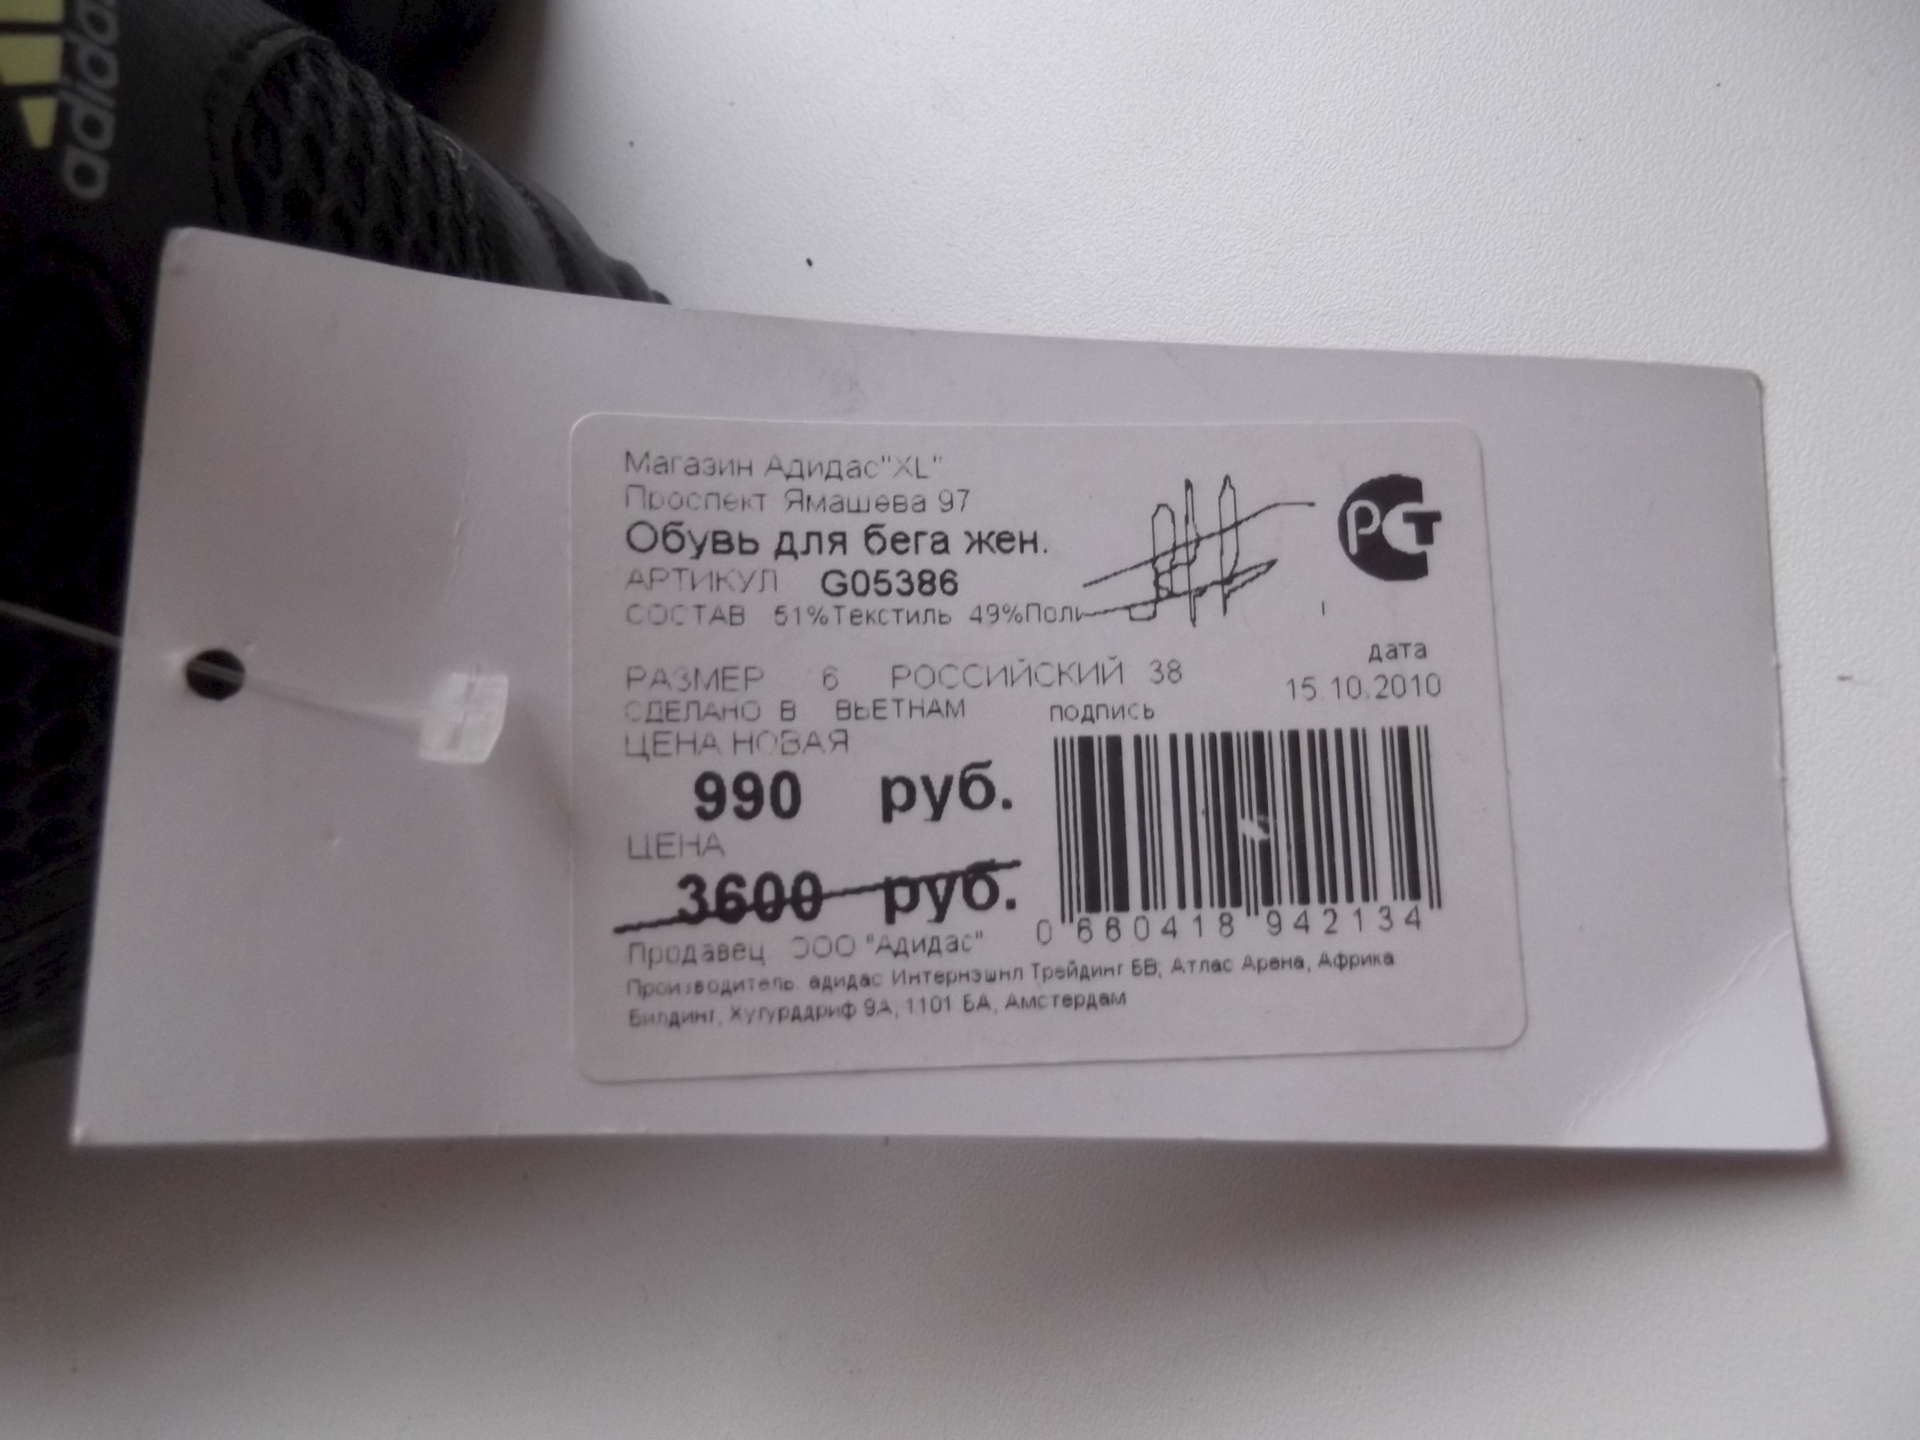 adidas
Магазин Адидас"XL"
Проспект Ямашева 97
Обувь для бега жен.
АРТИКУЛ G05386
СОСТАВ 51%Текстиль 49%Поли
РСТ
РАЗМЕР 6 РОССИЙСКИЙ 38
дата
15.10.2010
СДЕЛАНО В ВЬЕТНАМ
подпись
ЦЕНА НОВАЯ
990 руб.
ЦЕНА
3600 руб.
0 660418 942134
Продавец ООО "Адидас"
Производитель адидас Интернэшнл Трейдинг БВ, Атлас Арена, Африка
Билдинг, Хугурддриф 9А, 1101 БА, Амстердам